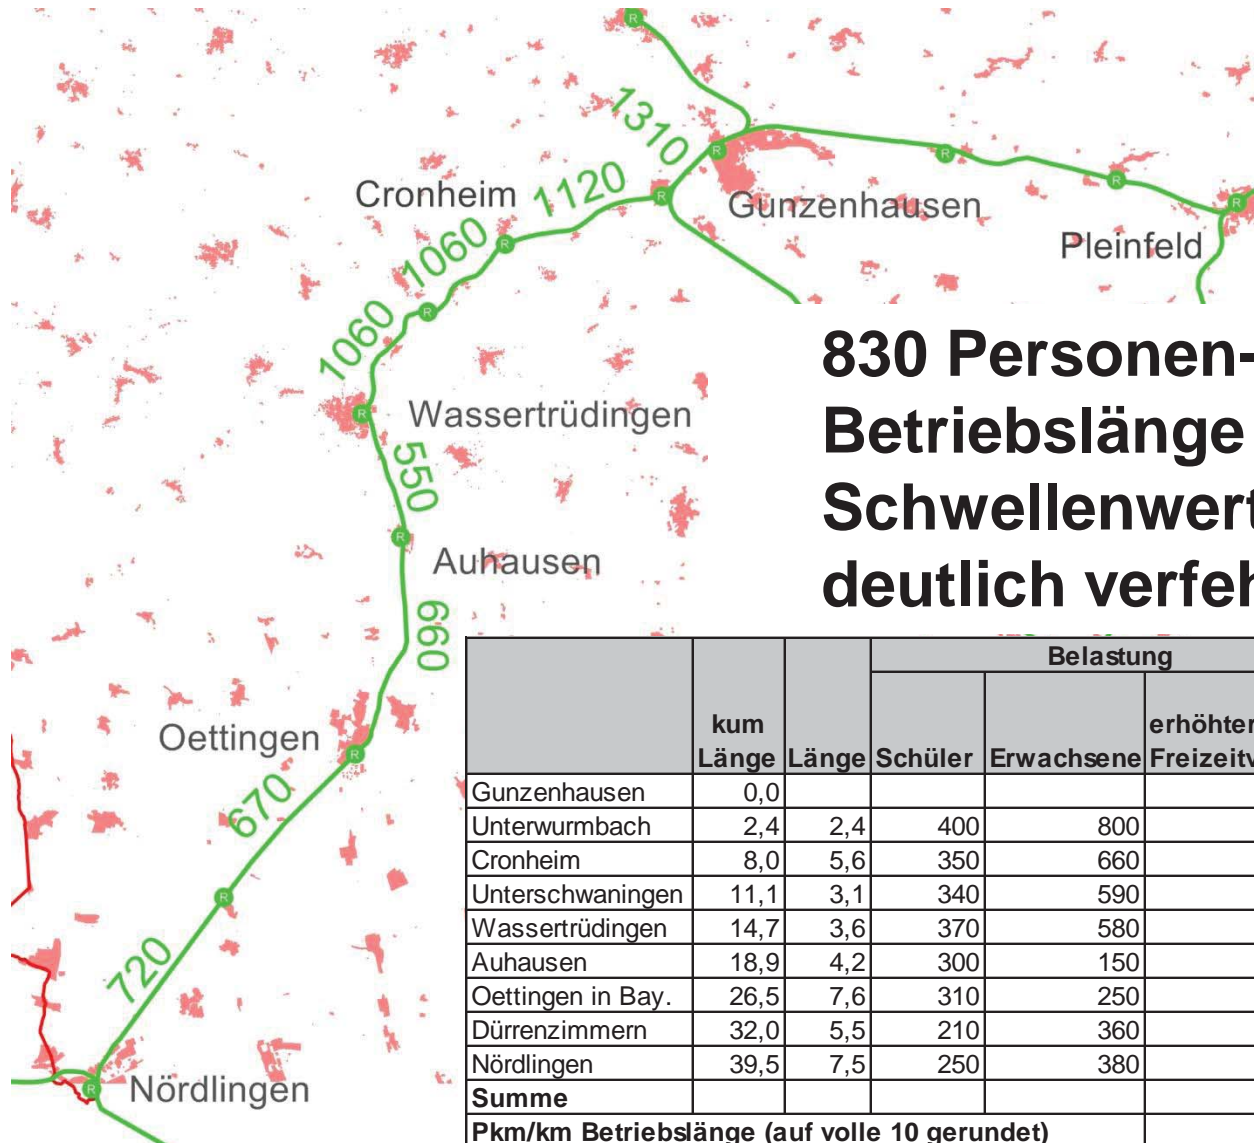 1310
Cronheim
1120
Gunzenhausen
1060
Pleinfeld
1060
Wassertrüdingen
550
Auhausen
660
Oettingen
670
720
Nördlingen
R
R
R
R
R
R
R
R
R
R
R
R
R
830 Personen-
Betriebslänge
Schwellenwert
deutlich verfeh
Belastung
kum Länge Länge Schüler Erwachsene erhöhter Freizeitv
Gunzenhausen 0,0
Unterwurmbach 2,4 2,4 400 800
Cronheim 8,0 5,6 350 660
Unterschwaningen 11,1 3,1 340 590
Wassertrüdingen 14,7 3,6 370 580
Auhausen 18,9 4,2 300 150
Oettingen in Bay. 26,5 7,6 310 250
Dürrenzimmern 32,0 5,5 210 360
Nördlingen 39,5 7,5 250 380
Summe
Pkm/km Betriebslänge (auf volle 10 gerundet)